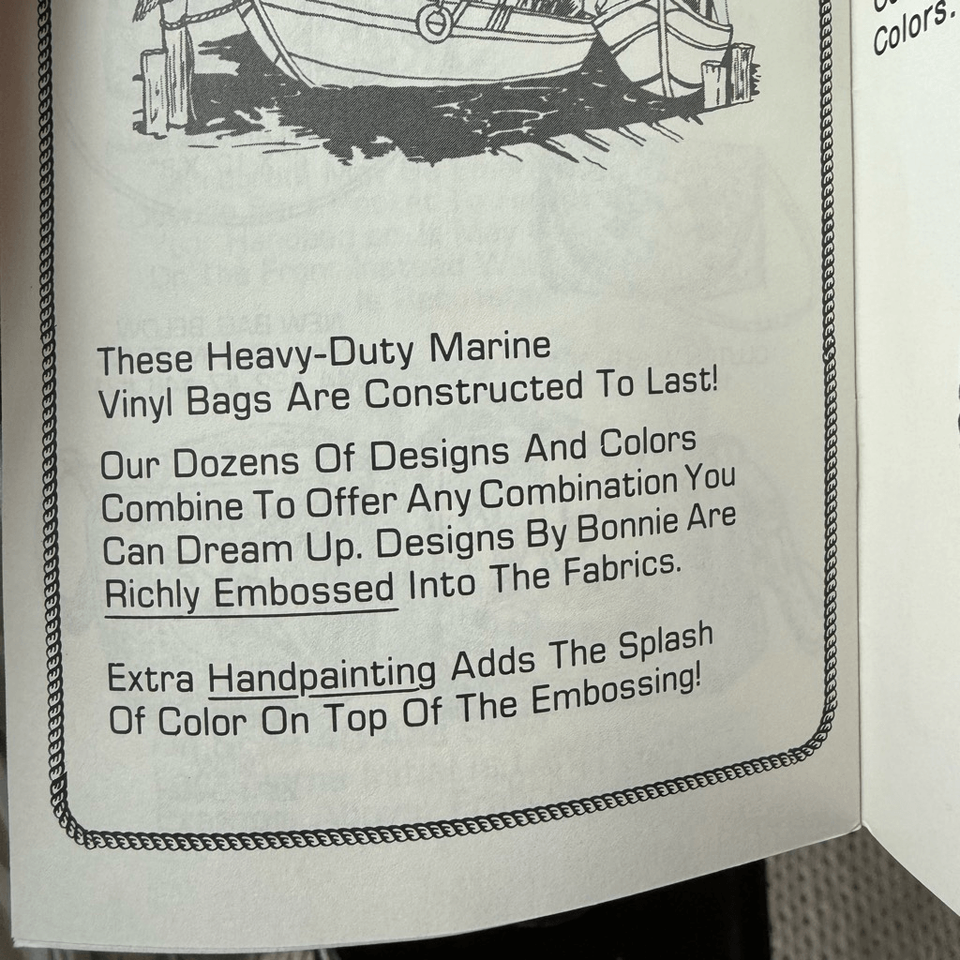 These Heavy-Duty Marine
Vinyl Bags Are Constructed To Last!
Our Dozens Of Designs And Colors
Combine To Offer Any Combination You
Can Dream Up. Designs By Bonnie Are
Richly Embossed Into The Fabrics.
Extra Handpainting Adds The Splash
Of Color On Top Of The Embossing!
Colors.